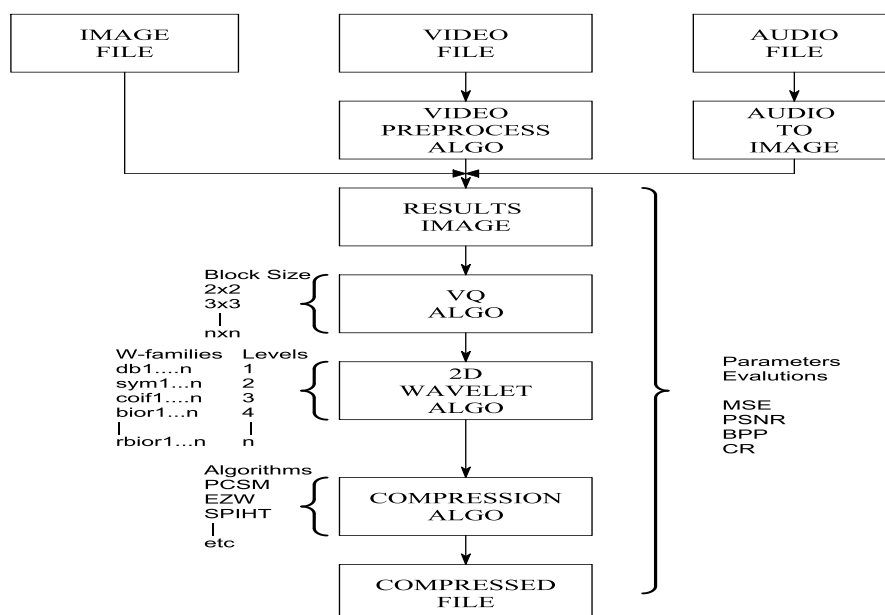 IMAGE
FILE
VIDEO
FILE
AUDIO
FILE
VIDEO
PREPROCESS
ALGO
AUDIO
TO
IMAGE
RESULTS
IMAGE
Block Size
2x2
3x3
nxn
VQ
ALGO
W-families Levels
db1....n 1
sym1...n 2
coif1....n 3
bior1...n 4
rbior1...n n
2D
WAVELET
ALGO
Algorithms
PCSM
EZW
SPIHT
etc
COMPRESSION
ALGO
COMPRESSED
FILE
Parameters
Evalutions
MSE
PSNR
BPP
CR